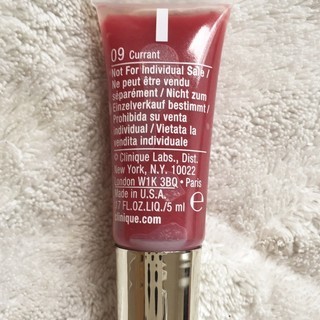 09 Currant
Not For Individual Sale /
Ne peut être vendu
séparément / Nicht zum
Einzelverkauf bestimmt /
Prohibida su venta
individual / Vietata la
vendita individuale
© Clinique Labs., Dist.
New York, N.Y. 10022
London W1K 3BQ • Paris
Made in U.S.A.
.17 FL.OZ.LIQ./5 ml ℮
clinique.com